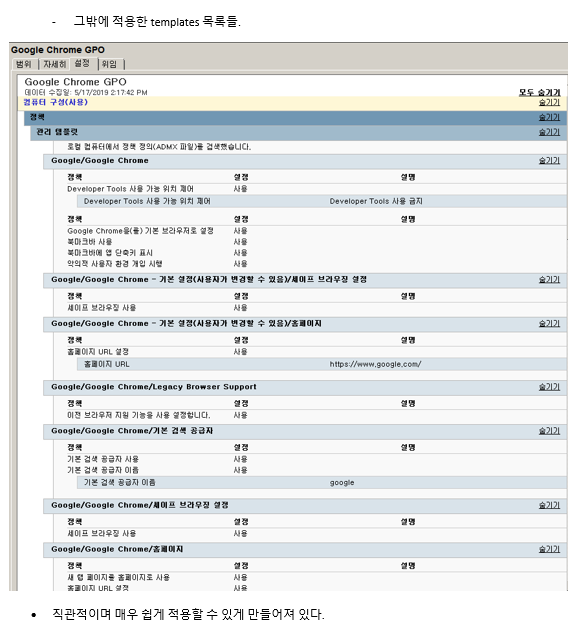 - 그밖에 적용한 templates 목록들.
Google Chrome GPO
범위 자세히 설정 위임
Google Chrome GPO
데이터 수집일: 5/17/2019 2:17:42 PM 모두 숨기기
컴퓨터 구성(사용) 숨기기
정책 숨기기
관리 템플릿 숨기기
로컬 컴퓨터에서 정책 정의(ADMX 파일)를 검색했습니다.
Google/Google Chrome 숨기기
정책 설정 설명
Developer Tools 사용 가능 위치 제어 사용
Developer Tools 사용 가능 위치 제어 Developer Tools 사용 금지
정책 설정 설명
Google Chrome을(를) 기본 브라우저로 설정 사용
북마크바 사용 사용
북마크바에 앱 단축키 표시 사용
악의적 사용자 환경 개입 시행 사용
Google/Google Chrome - 기본 설정(사용자가 변경할 수 있음)/세이프 브라우징 설정 숨기기
정책 설정 설명
세이프 브라우징 사용 사용
Google/Google Chrome - 기본 설정(사용자가 변경할 수 있음)/홈페이지 숨기기
정책 설정 설명
홈페이지 URL 설정 사용
홈페이지 URL https://www.google.com/
Google/Google Chrome/Legacy Browser Support 숨기기
정책 설정 설명
이전 브라우저 지원 기능을 사용 설정합니다. 사용
Google/Google Chrome/기본 검색 공급자 숨기기
정책 설정 설명
기본 검색 공급자 사용 사용
기본 검색 공급자 이름 사용
기본 검색 공급자 이름 google
Google/Google Chrome/세이프 브라우징 설정 숨기기
정책 설정 설명
세이프 브라우징 사용 사용
Google/Google Chrome/홈페이지 숨기기
정책 설정 설명
새 탭 페이지를 홈페이지로 사용 사용
홈페이지 URL 설정 사용
• 직관적이며 매우 쉽게 적용할 수 있게 만들어져 있다.